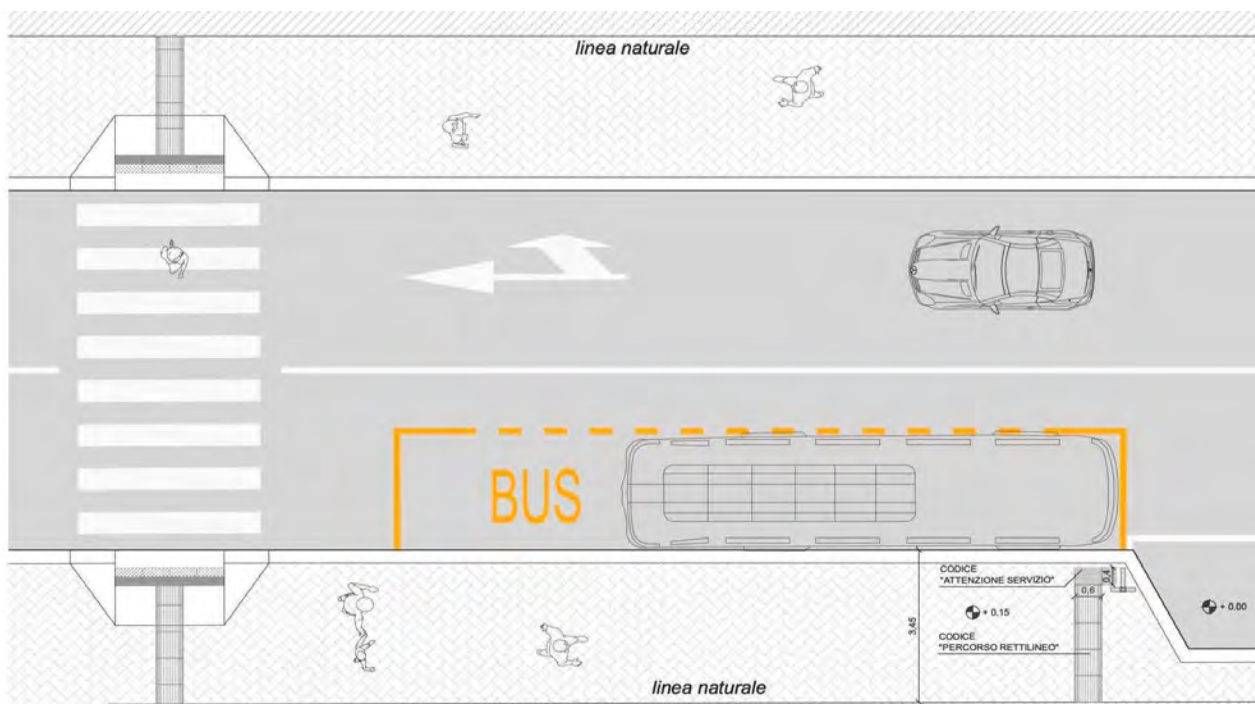 linea naturale
BUS
CODICE
"ATTENZIONE SERVIZIO"
0,4
0,6
+ 0.15
+ 0.00
3,45
CODICE
"PERCORSO RETTILINEO"
linea naturale